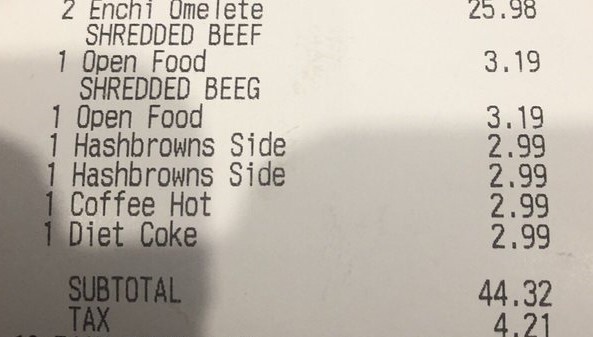 2 Enchi Omelete 25.98
SHREDDED BEEF
1 Open Food 3.19
SHREDDED BEEG
1 Open Food 3.19
1 Hashbrowns Side 2.99
1 Hashbrowns Side 2.99
1 Coffee Hot 2.99
1 Diet Coke 2.99
SUBTOTAL 44.32
TAX 4.21